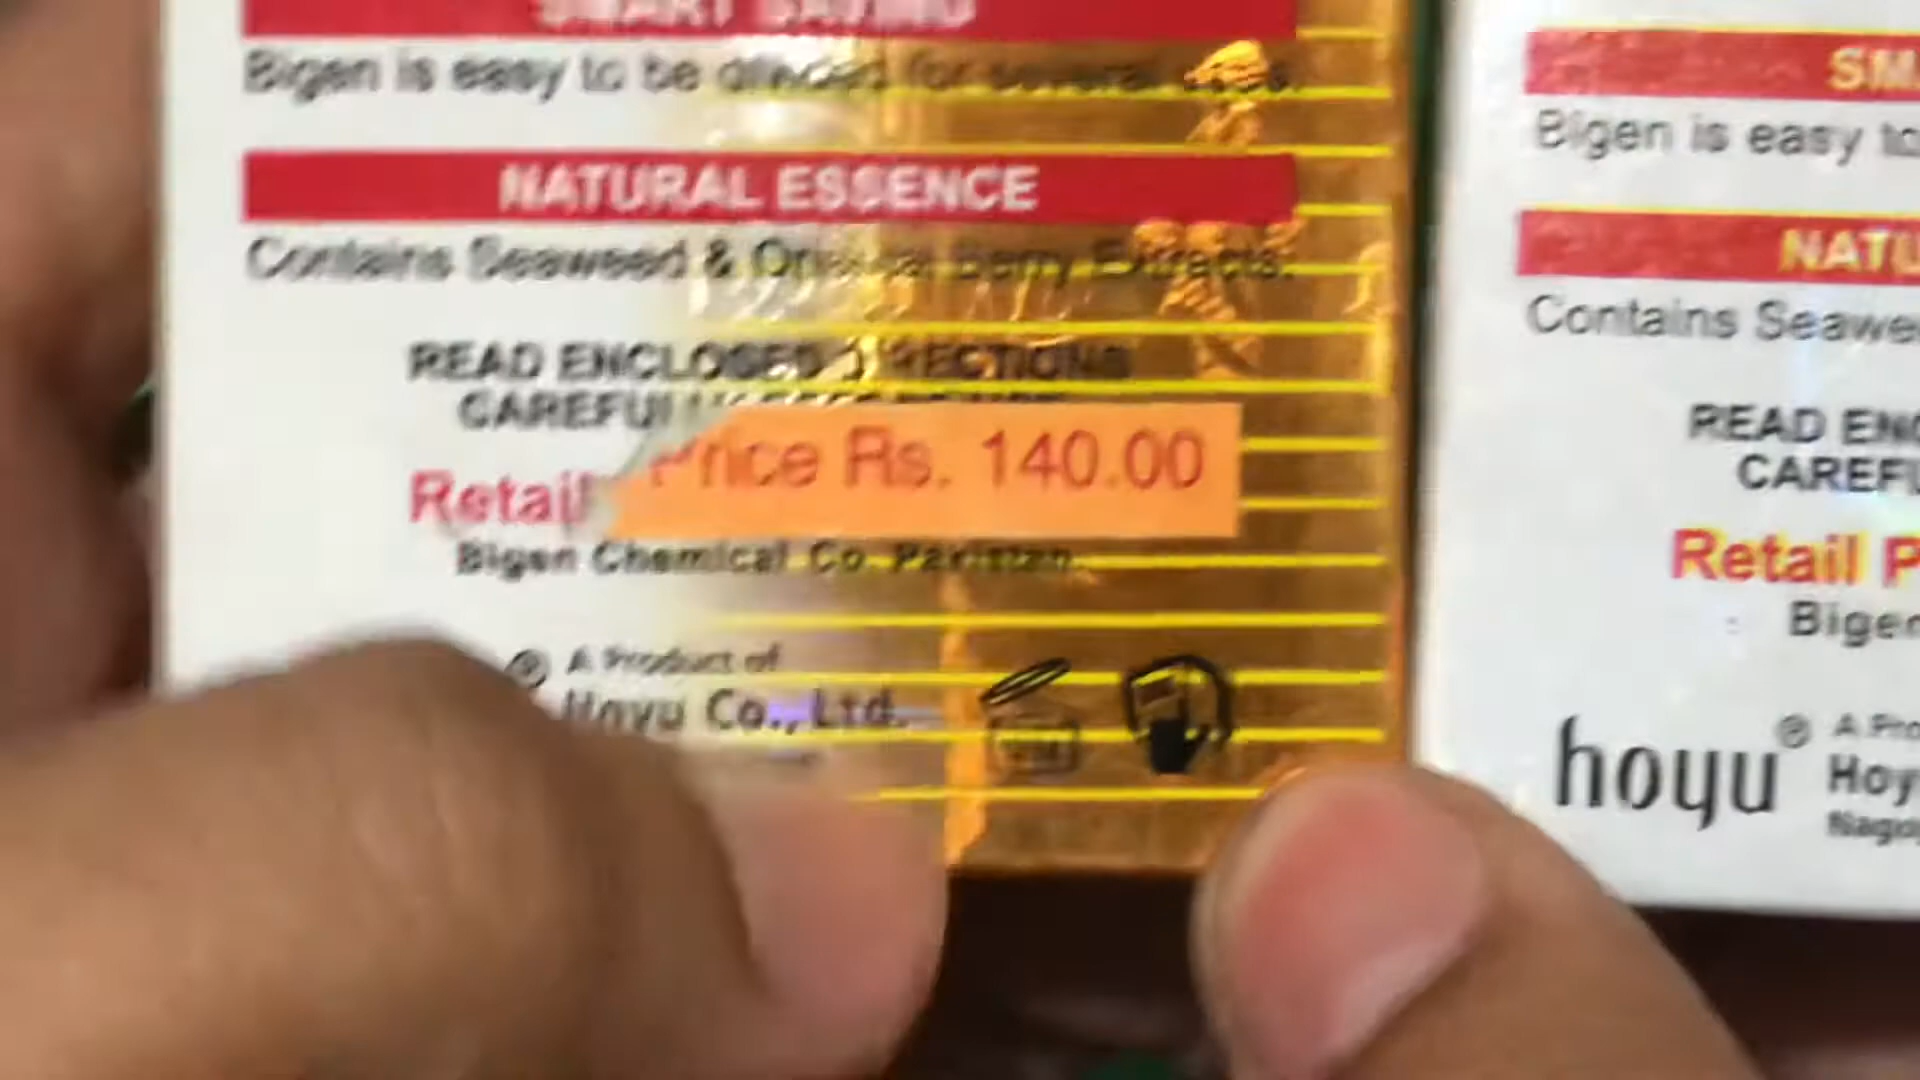 SMART SAVING
Bigen is easy to be divided for several uses.
NATURAL ESSENCE
Contains Seaweed & Oriental Berry Extracts.
READ ENCLOSED DIRECTIONS
CAREFULLY BEFORE USE
Retail Price Rs. 140.00
Bigen Chemical Co. Pakistan.
® A Product of
Hoyu Co., Ltd.
SM
Bigen is easy to
NATU
Contains Seawe
READ ENC
CAREFU
Retail P
Bigen
hoyu® A Pro
Hoy
Nago